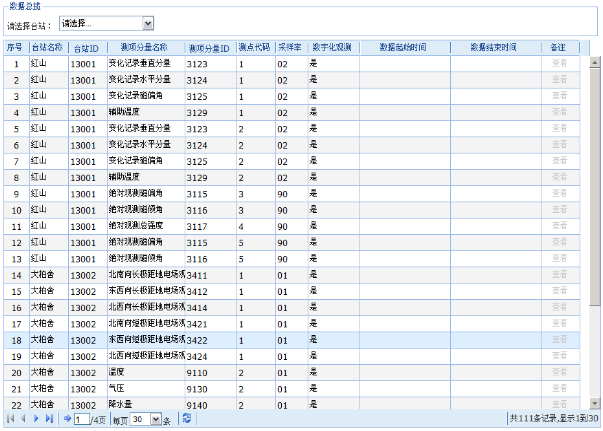 数据总线
请选择台站： 请选择...
序号 台站名称 台站ID 测项分量名称 测项分量ID 测点代码 采样率 数字化观测 数据起始时间 数据结束时间 备注
1 红山 13001 变化记录垂直分量 3123 1 02 是 查看
2 红山 13001 变化记录水平分量 3124 1 02 是 查看
3 红山 13001 变化记录磁偏角 3125 1 02 是 查看
4 红山 13001 辅助温度 3129 1 02 是 查看
5 红山 13001 变化记录垂直分量 3123 2 02 是 查看
6 红山 13001 变化记录水平分量 3124 2 02 是 查看
7 红山 13001 变化记录磁偏角 3125 2 02 是 查看
8 红山 13001 辅助温度 3129 2 02 是 查看
9 红山 13001 绝对观测磁偏角 3115 3 90 是 查看
10 红山 13001 绝对观测磁倾角 3116 3 90 是 查看
11 红山 13001 绝对观测总强度 3117 4 90 是 查看
12 红山 13001 绝对观测磁偏角 3115 5 90 是 查看
13 红山 13001 绝对观测磁倾角 3116 5 90 是 查看
14 大柏舍 13002 北南向长极距地电场观 3411 1 01 是 查看
15 大柏舍 13002 东西向长极距地电场观 3412 1 01 是 查看
16 大柏舍 13002 北西向长极距地电场观 3414 1 01 是 查看
17 大柏舍 13002 北南向短极距地电场观 3421 1 01 是 查看
18 大柏舍 13002 东西向短极距地电场观 3422 1 01 是 查看
19 大柏舍 13002 北西向短极距地电场观 3424 1 01 是 查看
20 大柏舍 13002 温度 9110 2 01 是 查看
21 大柏舍 13002 气压 9130 2 01 是 查看
22 大柏舍 13002 降水量 9140 2 01 是 查看
1 /4页 每页 30 条 共111条记录,显示1到30